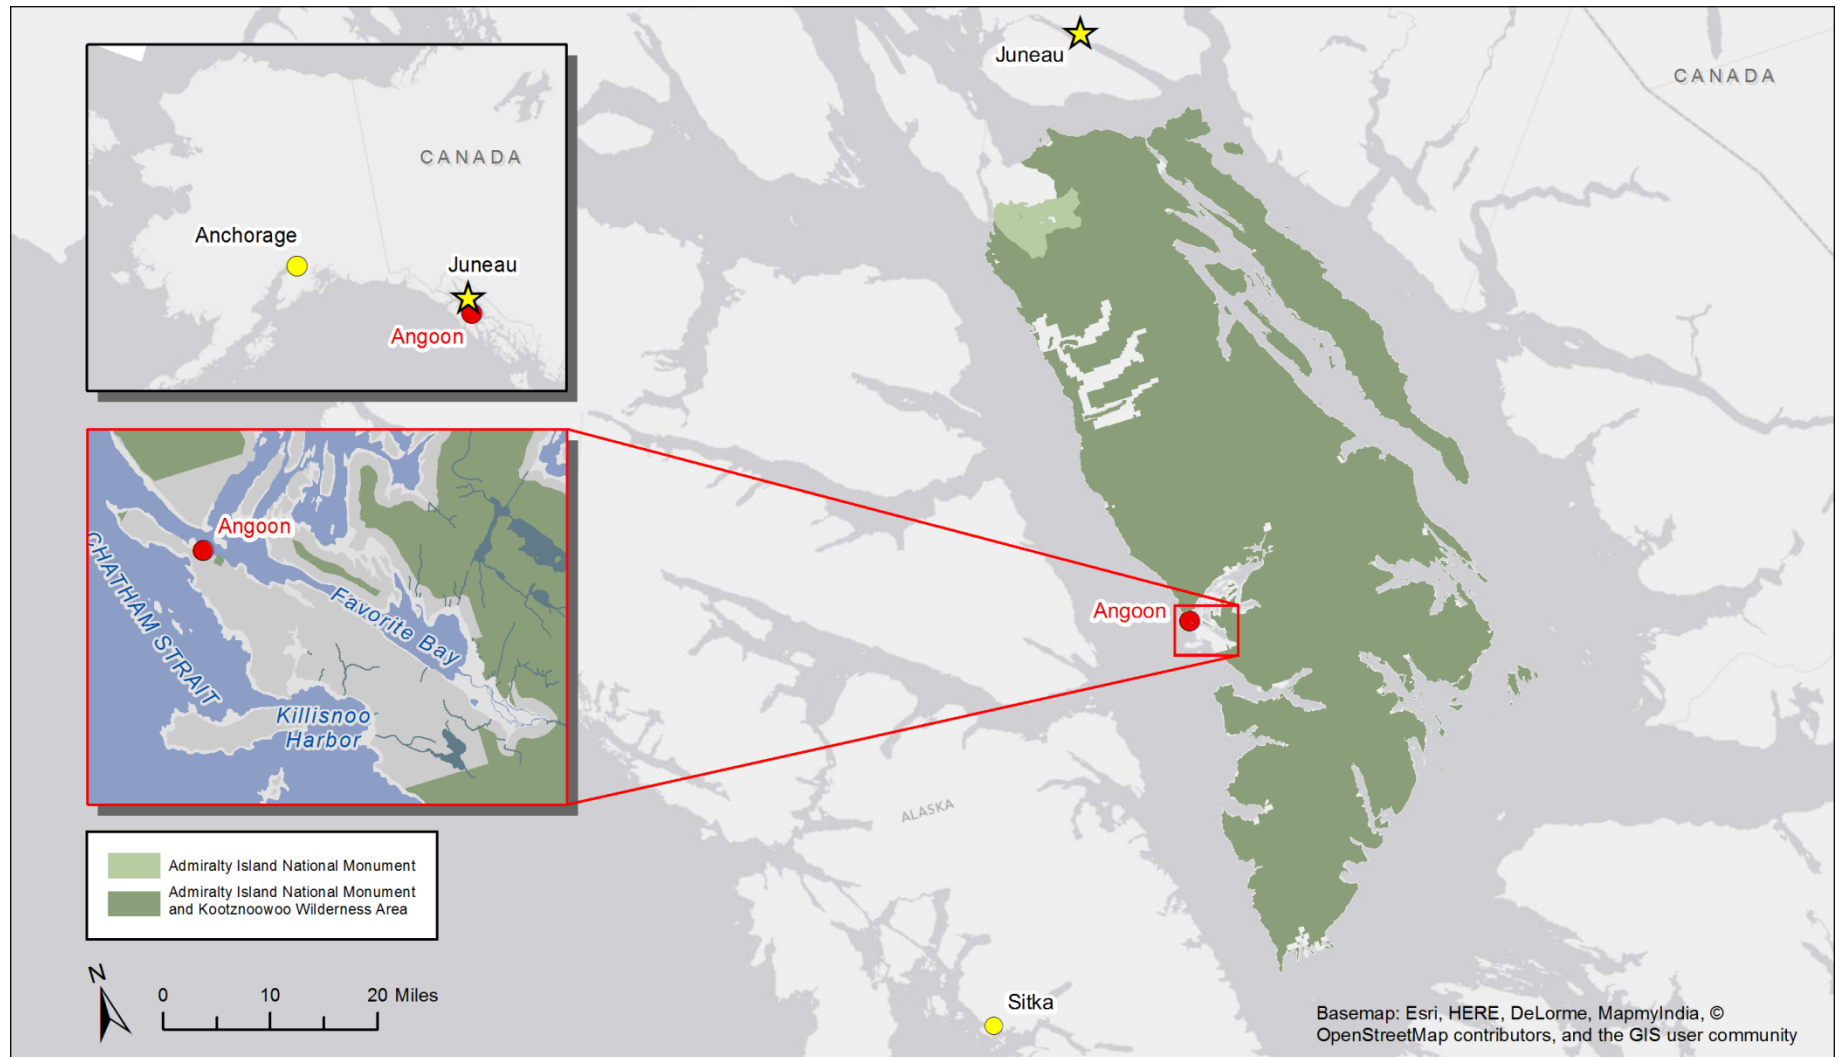 Juneau
CANADA
CANADA
Anchorage
Juneau
Angoon
Angoon
CHATHAM STRAIT
Favorite Bay
Killisnoo
Harbor
Angoon
ALASKA
Admiralty Island National Monument
Admiralty Island National Monument
and Kootznoowoo Wilderness Area
N
0 10 20 Miles
Sitka
Basemap: Esri, HERE, DeLorme, MapmyIndia, ©
OpenStreetMap contributors, and the GIS user community